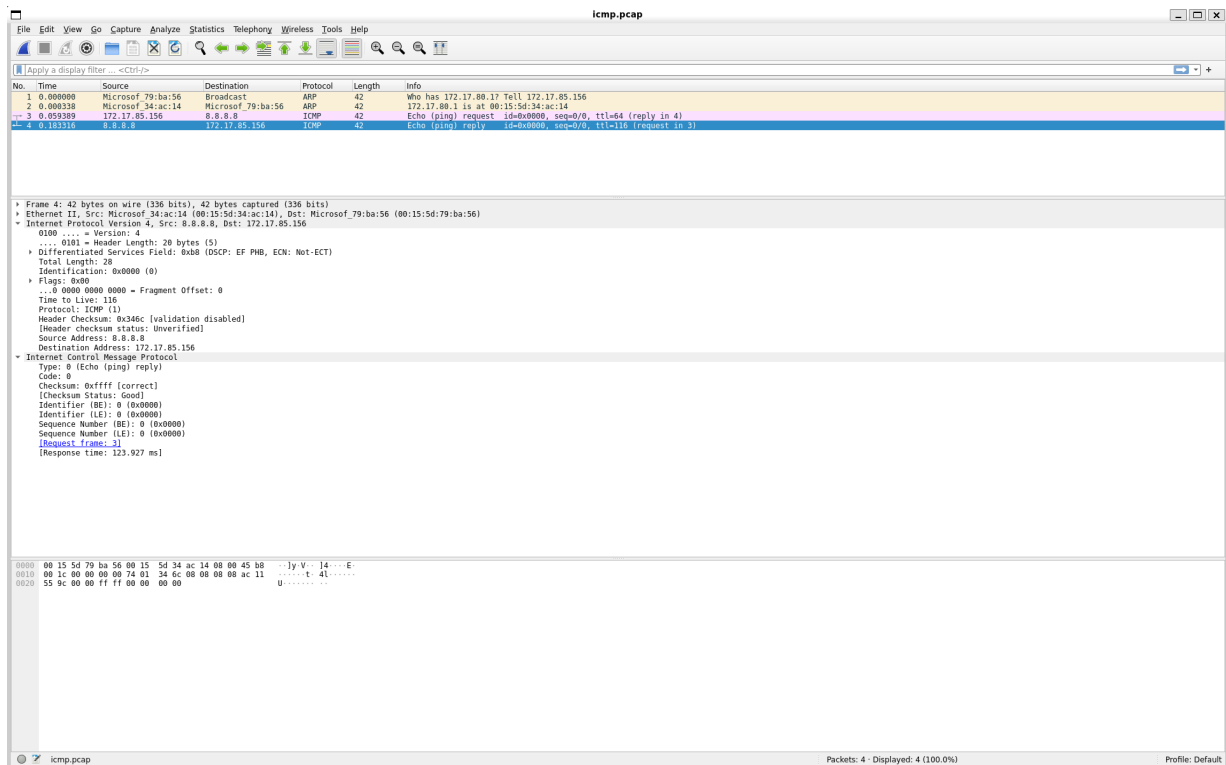 icmp.pcap
File Edit View Go Capture Analyze Statistics Telephony Wireless Tools Help
Apply a display filter ... <Ctrl-/>
No. Time Source Destination Protocol Length Info
1 0.000000 Microsof_79:ba:56 Broadcast ARP 42 Who has 172.17.80.1? Tell 172.17.85.156
2 0.000338 Microsof_34:ac:14 Microsof_79:ba:56 ARP 42 172.17.80.1 is at 00:15:5d:34:ac:14
3 0.059389 172.17.85.156 8.8.8.8 ICMP 42 Echo (ping) request id=0x0000, seq=0/0, ttl=64 (reply in 4)
4 0.183316 8.8.8.8 172.17.85.156 ICMP 42 Echo (ping) reply id=0x0000, seq=0/0, ttl=116 (request in 3)
Frame 4: 42 bytes on wire (336 bits), 42 bytes captured (336 bits)
Ethernet II, Src: Microsof_34:ac:14 (00:15:5d:34:ac:14), Dst: Microsof_79:ba:56 (00:15:5d:79:ba:56)
Internet Protocol Version 4, Src: 8.8.8.8, Dst: 172.17.85.156
0100 .... = Version: 4
.... 0101 = Header Length: 20 bytes (5)
Differentiated Services Field: 0xb8 (DSCP: EF PHB, ECN: Not-ECT)
Total Length: 28
Identification: 0x0000 (0)
Flags: 0x00
...0 0000 0000 0000 = Fragment Offset: 0
Time to Live: 116
Protocol: ICMP (1)
Header Checksum: 0x346c [validation disabled]
[Header checksum status: Unverified]
Source Address: 8.8.8.8
Destination Address: 172.17.85.156
Internet Control Message Protocol
Type: 0 (Echo (ping) reply)
Code: 0
Checksum: 0xffff [correct]
[Checksum Status: Good]
Identifier (BE): 0 (0x0000)
Identifier (LE): 0 (0x0000)
Sequence Number (BE): 0 (0x0000)
Sequence Number (LE): 0 (0x0000)
[Request frame: 3]
[Response time: 123.927 ms]
0000 00 15 5d 79 ba 56 00 15 5d 34 ac 14 08 00 45 b8 ··]y·V·· ]4····E·
0010 00 1c 00 00 00 00 74 01 34 6c 08 08 08 08 ac 11 ······t· 4l······
0020 55 9c 00 00 ff ff 00 00 00 00 U······· ··
icmp.pcap Packets: 4 · Displayed: 4 (100.0%) Profile: Default